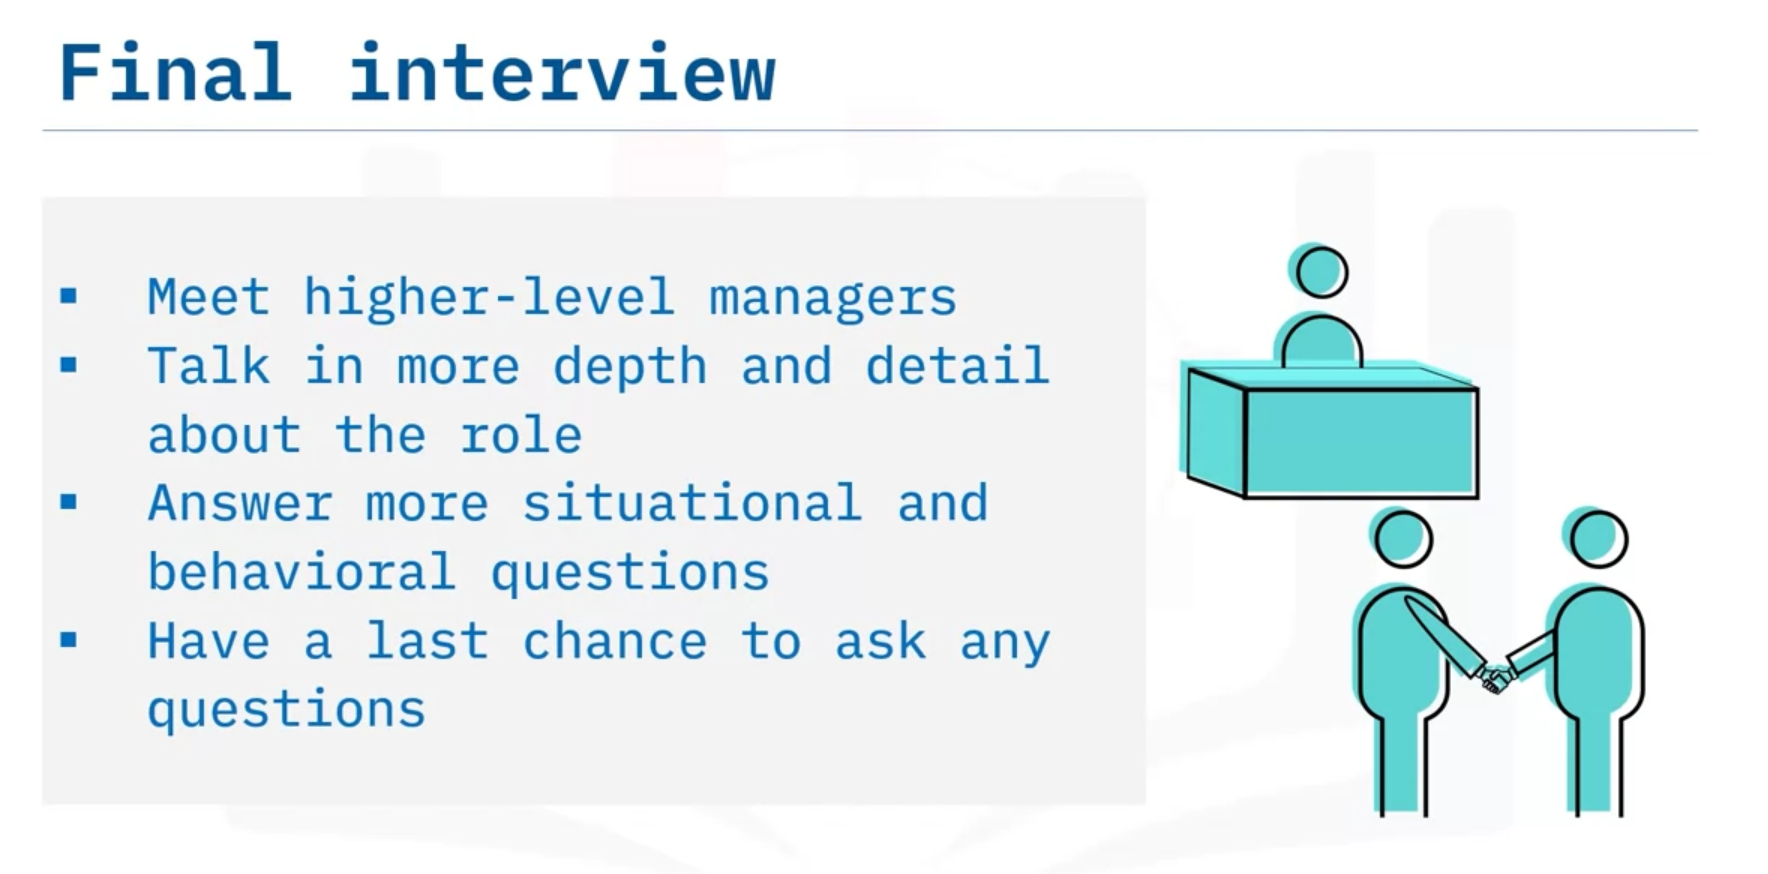 Final interview
▪ Meet higher-level managers
▪ Talk in more depth and detail
about the role
▪ Answer more situational and
behavioral questions
▪ Have a last chance to ask any
questions